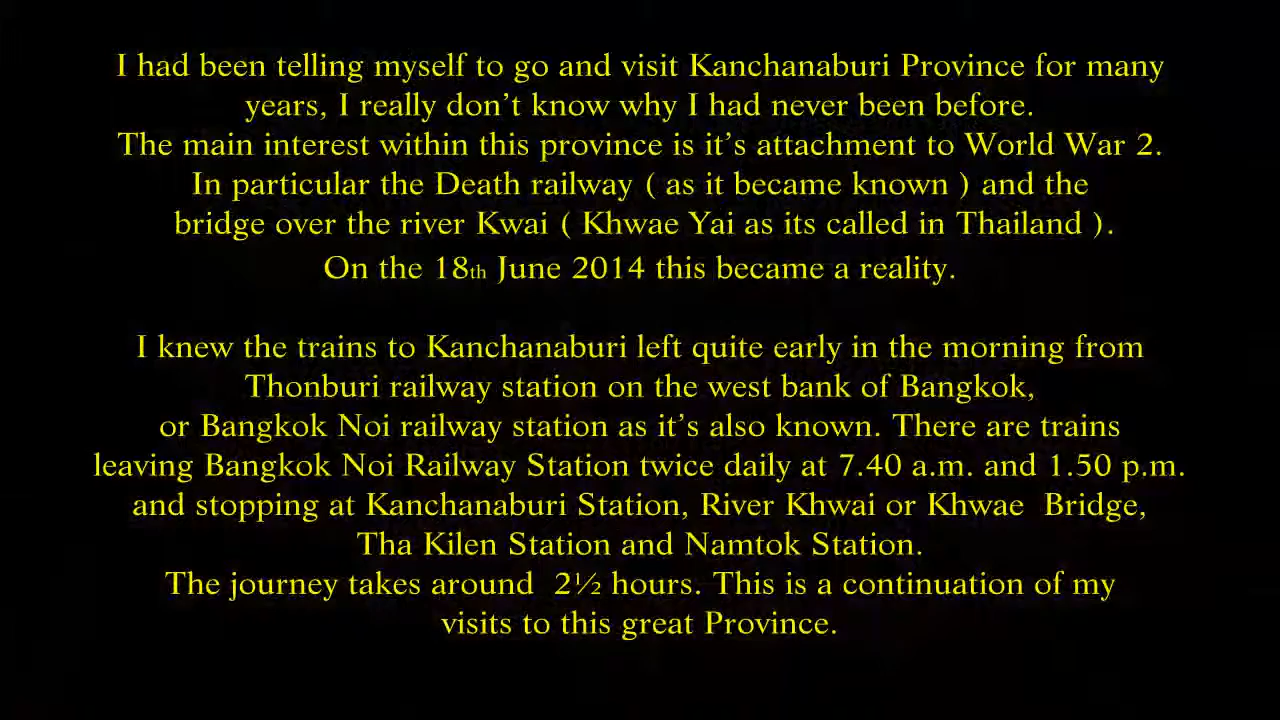 I had been telling myself to go and visit Kanchanaburi Province for many
years, I really don’t know why I had never been before.
The main interest within this province is it’s attachment to World War 2.
In particular the Death railway ( as it became known ) and the
bridge over the river Kwai ( Khwae Yai as its called in Thailand ).
On the 18th June 2014 this became a reality.
I knew the trains to Kanchanaburi left quite early in the morning from
Thonburi railway station on the west bank of Bangkok,
or Bangkok Noi railway station as it’s also known. There are trains
leaving Bangkok Noi Railway Station twice daily at 7.40 a.m. and 1.50 p.m.
and stopping at Kanchanaburi Station, River Khwai or Khwae  Bridge,
Tha Kilen Station and Namtok Station.
The journey takes around  2½ hours. This is a continuation of my
visits to this great Province.